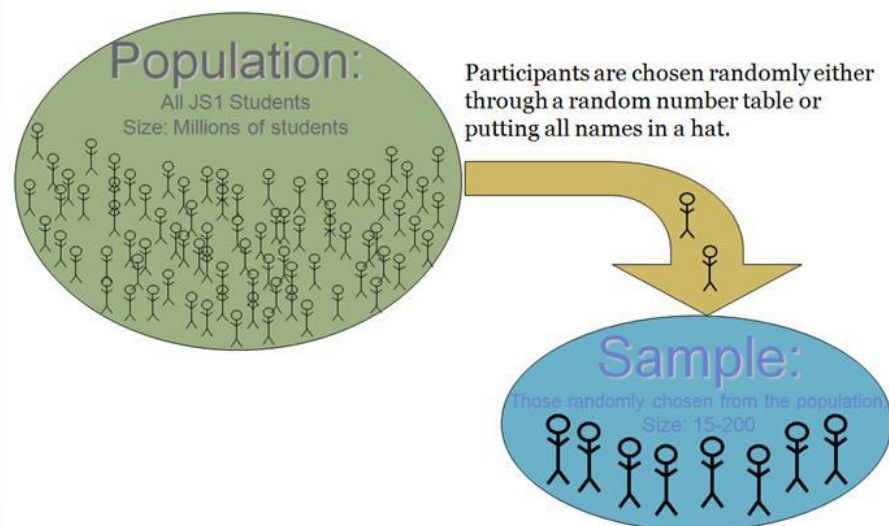 Population:
All JS1 Students
Size: Millions of students
Participants are chosen randomly either
through a random number table or
putting all names in a hat.
Sample:
Those randomly chosen from the population.
Size: 15-200